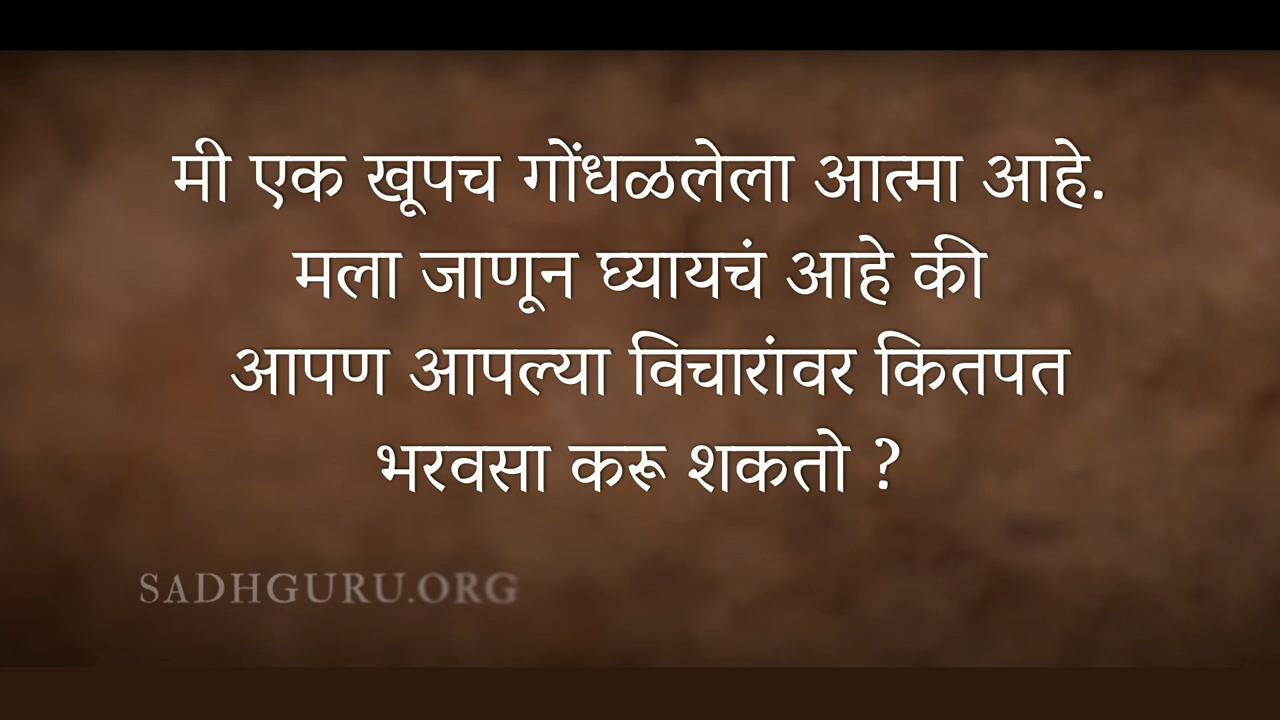 मी एक खूपच गोंधळलेला आत्मा आहे.
मला जाणून घ्यायचं आहे की
आपण आपल्या विचारांवर कितपत
भरवसा करू शकतो ?
SADHGURU.ORG